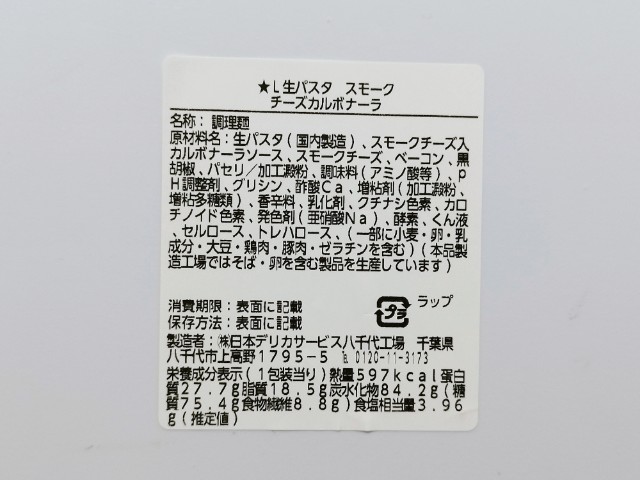 ★L生パスタ　スモーク
チーズカルボナーラ
名称：調理麺
原材料名：生パスタ（国内製造）、スモークチーズ入
カルボナーラソース、スモークチーズ、ベーコン、黒
胡椒、パセリ／加工澱粉、調味料（アミノ酸等）、ｐ
Ｈ調整剤、グリシン、酢酸Ｃａ、増粘剤（加工澱粉、
増粘多糖類）、香辛料、乳化剤、クチナシ色素、カロ
チノイド色素、発色剤（亜硝酸Ｎａ）、酵素、くん液
、セルロース、トレハロース、（一部に小麦・卵・乳
成分・大豆・鶏肉・豚肉・ゼラチンを含む）（本品製
造工場ではそば・卵を含む製品を生産しています）
消費期限：表面に記載
保存方法：表面に記載
プラ
ラップ
製造者：㈱日本デリカサービス八千代工場　千葉県
八千代市上高野１７９５－５　℡ 0120-11-3173
栄養成分表示（１包装当り）熱量５９７ｋｃａｌ蛋白
質２７．７ｇ脂質１８．５ｇ炭水化物８４．２ｇ（糖
質７５．４ｇ食物繊維８．８ｇ）食塩相当量３．９６
ｇ（推定値）